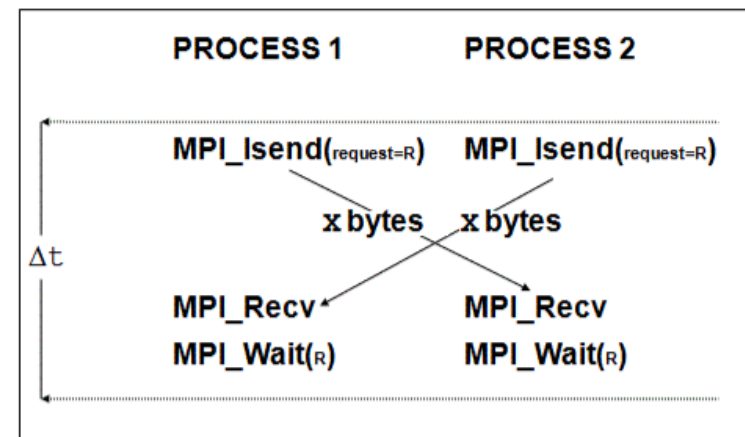 PROCESS 1 PROCESS 2
MPI_Isend(request=R) MPI_Isend(request=R)
x bytes x bytes
Δt
MPI_Recv MPI_Recv
MPI_Wait(R) MPI_Wait(R)